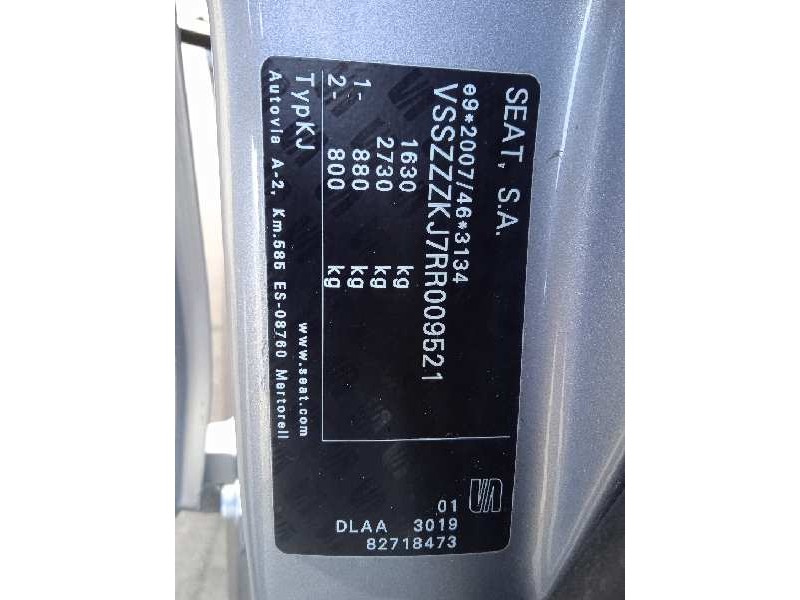 SEAT, S.A.
e9*2007/46*3134
VSSZZZKJ7RR009521
1630 kg
2730 kg
1- 880 kg
2- 800 kg
TypKJ
www.seat.com
Autovia A-2, Km.585 ES-08760 Martorell
01
DLAA 3019
82718473